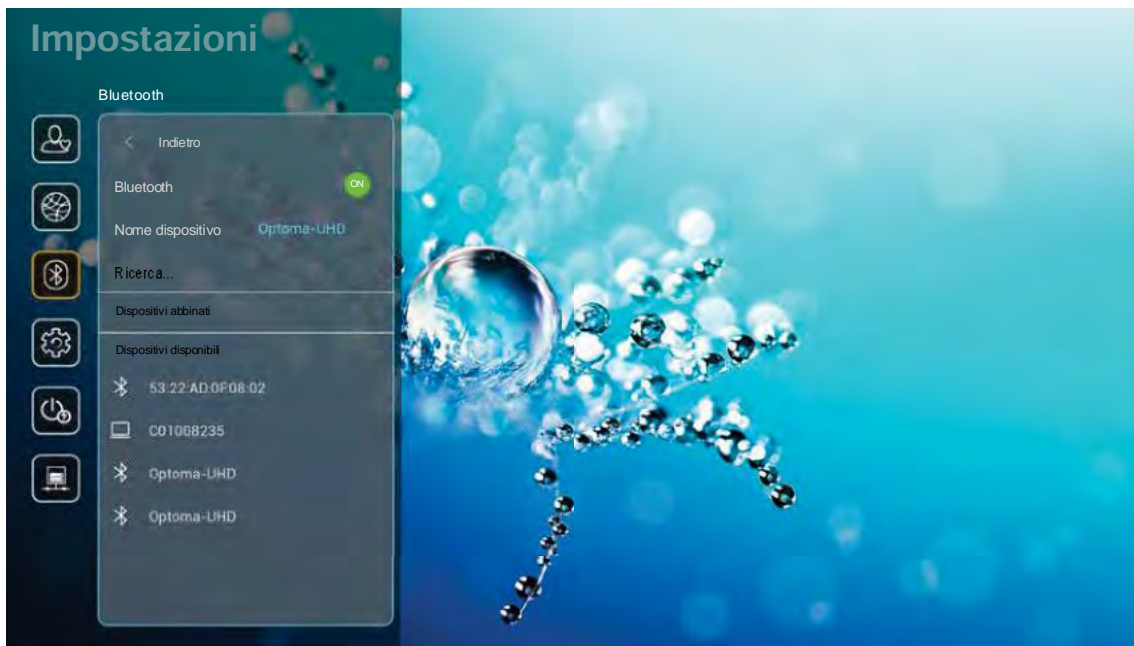 Impostazioni
Bluetooth
Indietro
Bluetooth ON
Nome dispositivo Optoma-UHD
Ricerca...
Dispositivi abbinati
Dispositivi disponibili
53:22:AD:0F:08:02
C01008235
Optoma-UHD
Optoma-UHD